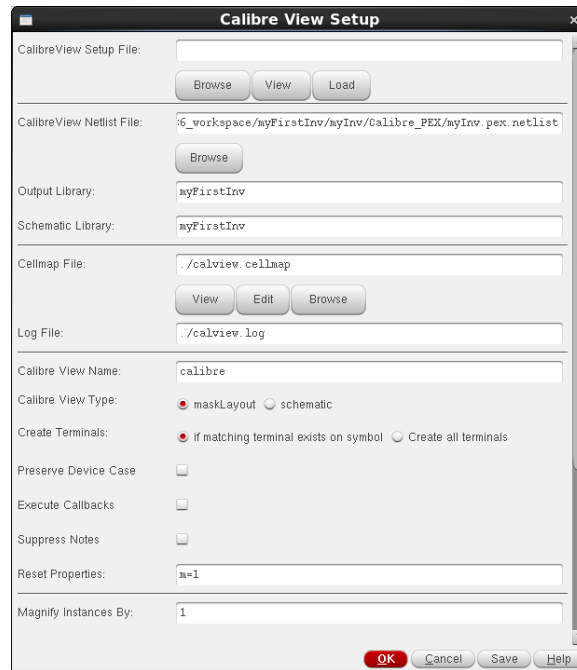 Calibre View Setup
CalibreView Setup File:
Browse View Load
CalibreView Netlist File: 6_workspace/myFirstInv/myInv/Calibre_PEX/myInv.pex.netlist
Browse
Output Library: myFirstInv
Schematic Library: myFirstInv
Cellmap File: ./calview.cellmap
View Edit Browse
Log File: ./calview.log
Calibre View Name: calibre
Calibre View Type: maskLayout schematic
Create Terminals: if matching terminal exists on symbol Create all terminals
Preserve Device Case
Execute Callbacks
Suppress Notes
Reset Properties: m=1
Magnify Instances By: 1
OK Cancel Save Help